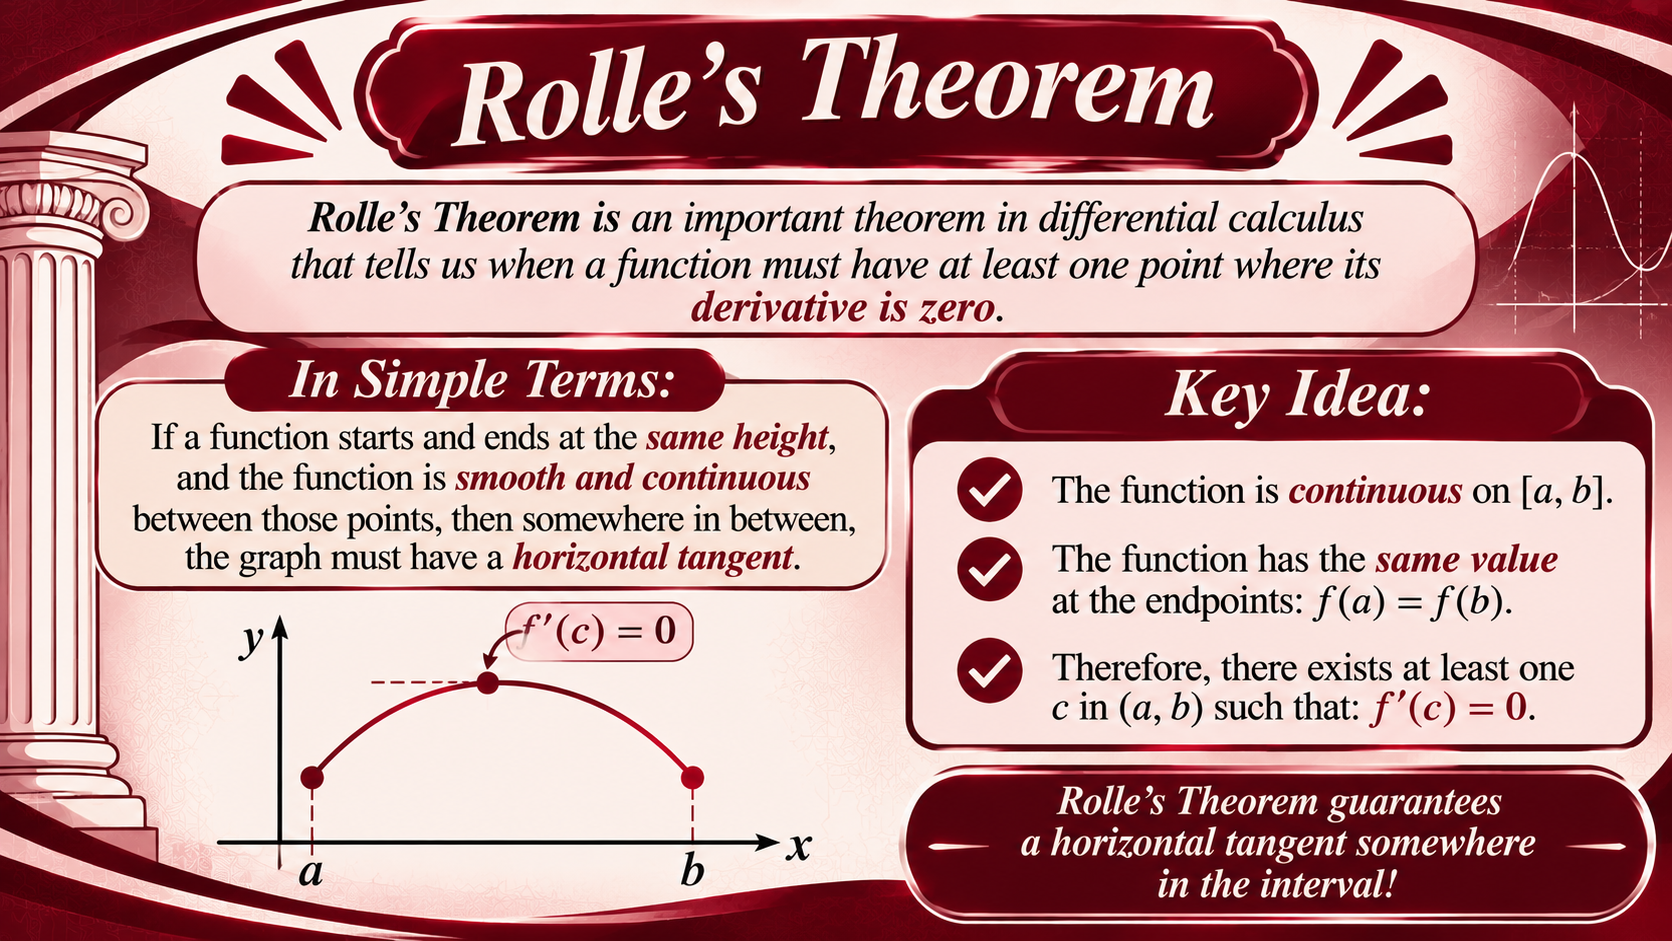 Rolle's Theorem
Rolle's Theorem is an important theorem in differential calculus
that tells us when a function must have at least one point where its
derivative is zero.
In Simple Terms:
If a function starts and ends at the same height,
and the function is smooth and continuous
between those points, then somewhere in between,
the graph must have a horizontal tangent.
y
f′(c) = 0
x
a
b
Key Idea:
The function is continuous on [a, b].
The function has the same value
at the endpoints: f(a) = f(b).
Therefore, there exists at least one
c in (a, b) such that: f′(c) = 0.
Rolle's Theorem guarantees
a horizontal tangent somewhere
in the interval!